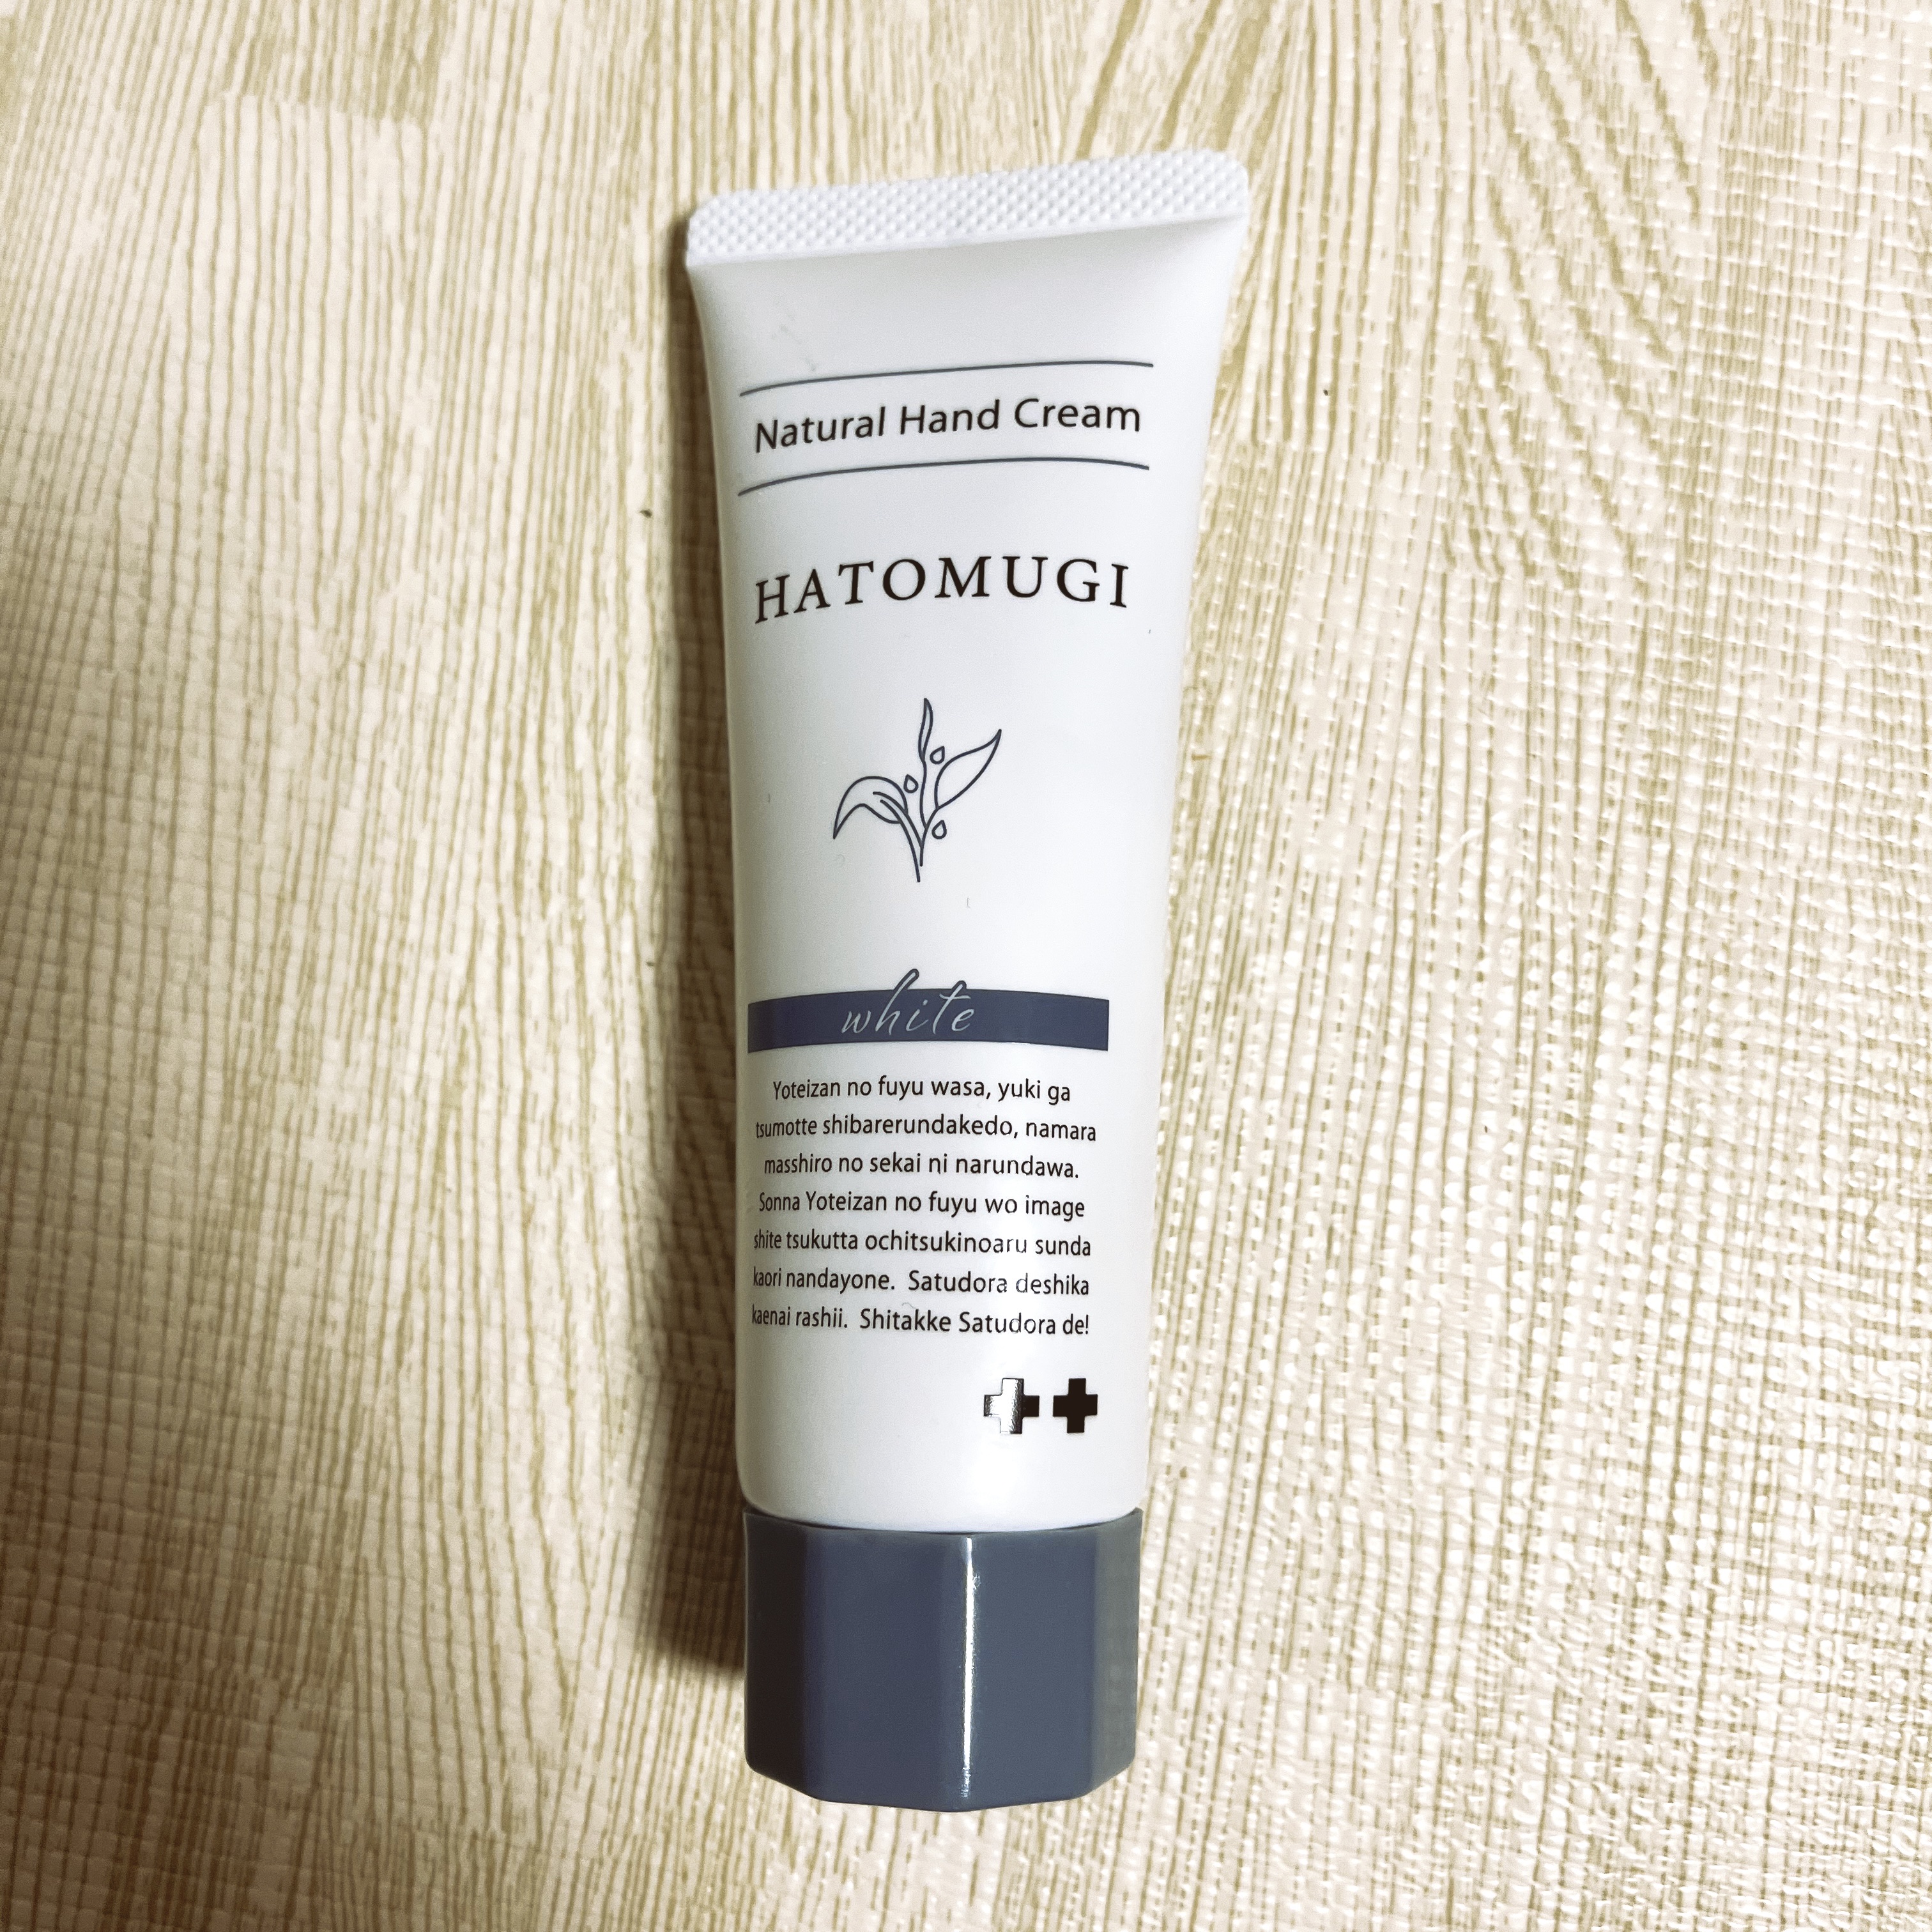 Natural Hand Cream
HATOMUGI
white
Yoteizan no fuyu wasa, yuki ga
tsumotte shibarerundakedo, namara
masshiro no sekai ni narundawa.
Sonna Yoteizan no fuyu wo image
shite tsukutta ochitsukinoaru sunda
kaori nandayone. Satudora deshika
kaenai rashii. Shitakke Satudora de!